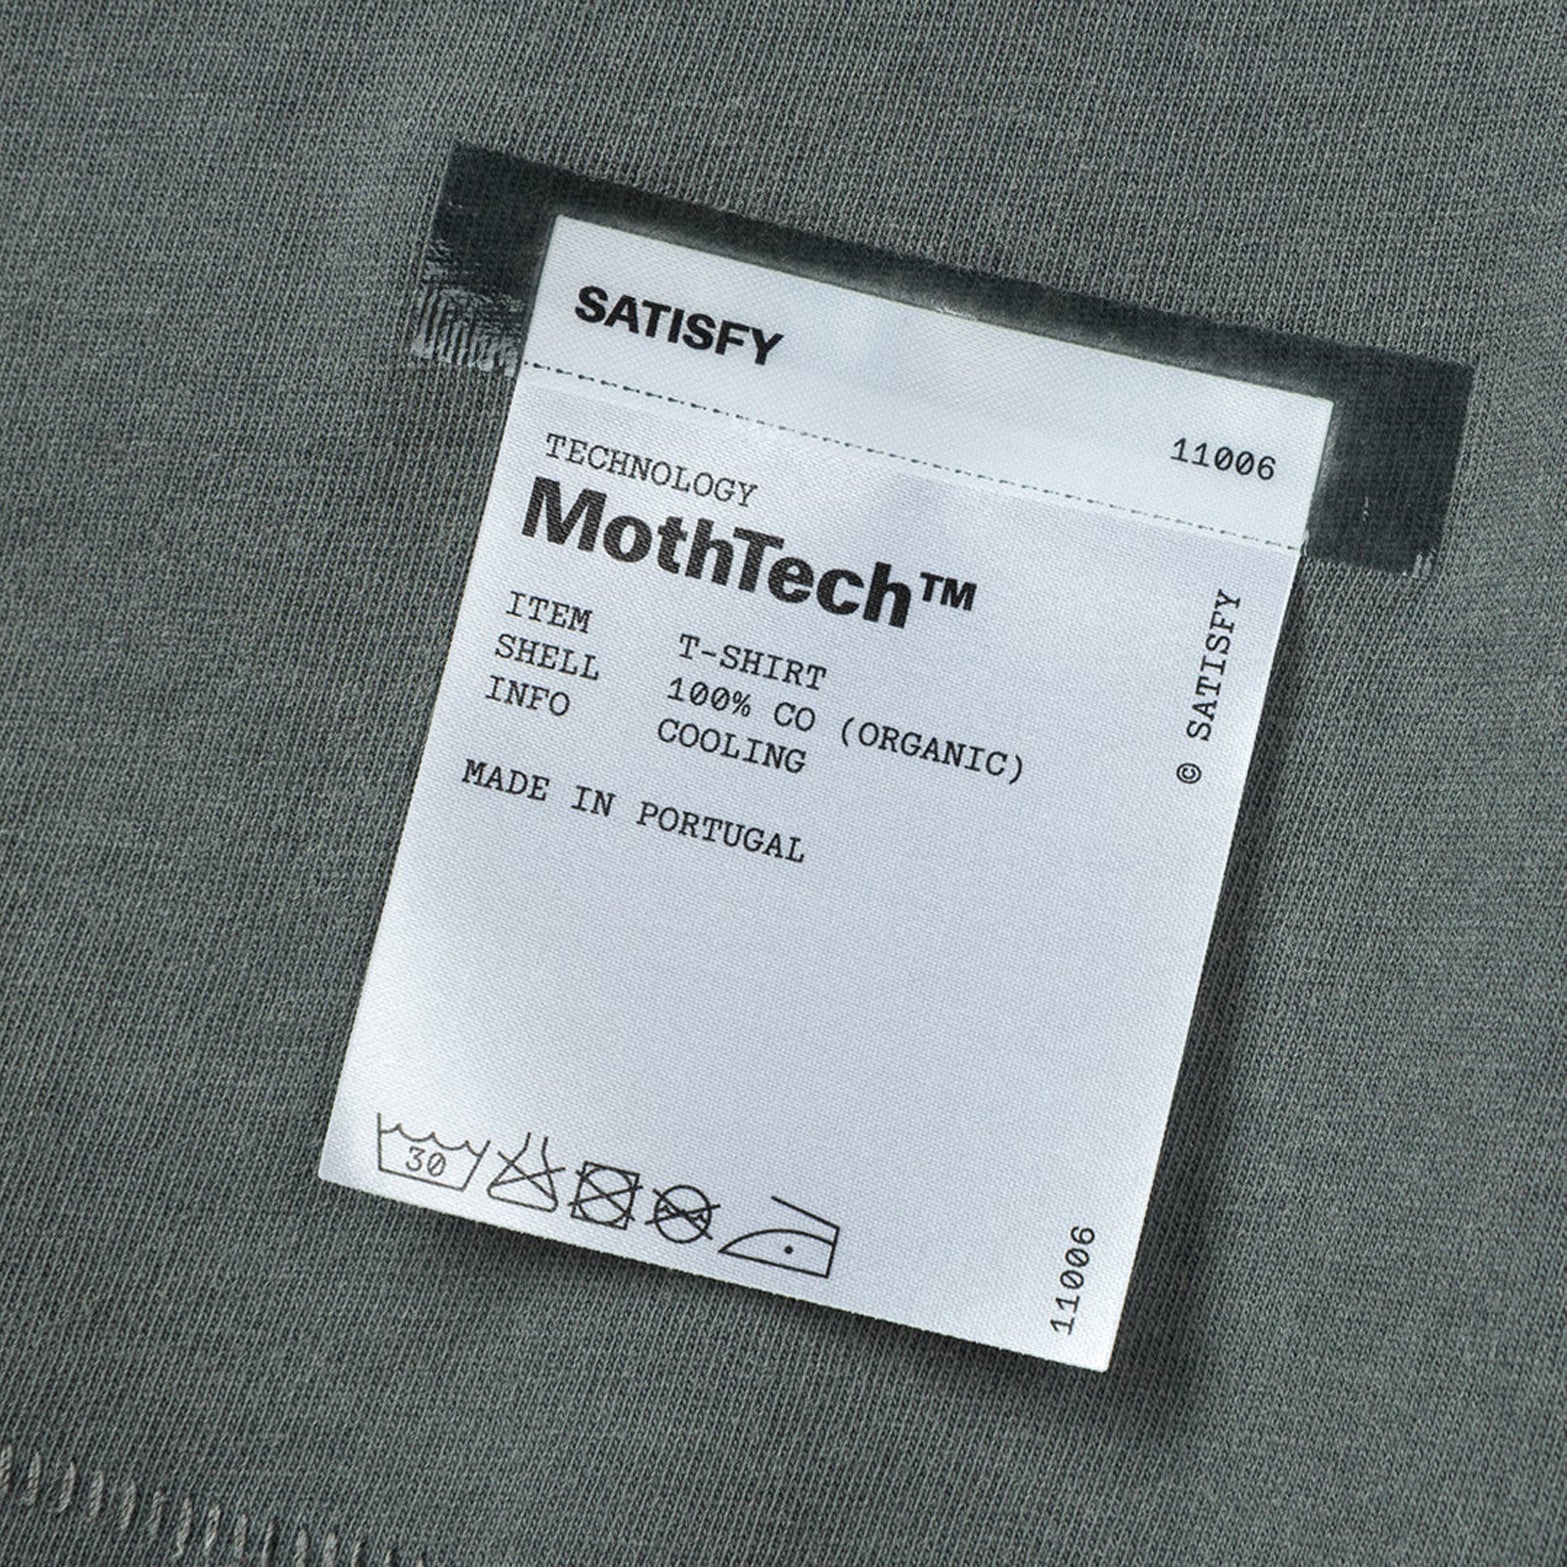 SATISFY
11006
TECHNOLOGY
MothTech™
ITEM T-SHIRT
SHELL 100% CO (ORGANIC)
INFO COOLING
MADE IN PORTUGAL
© SATISFY
30
11006